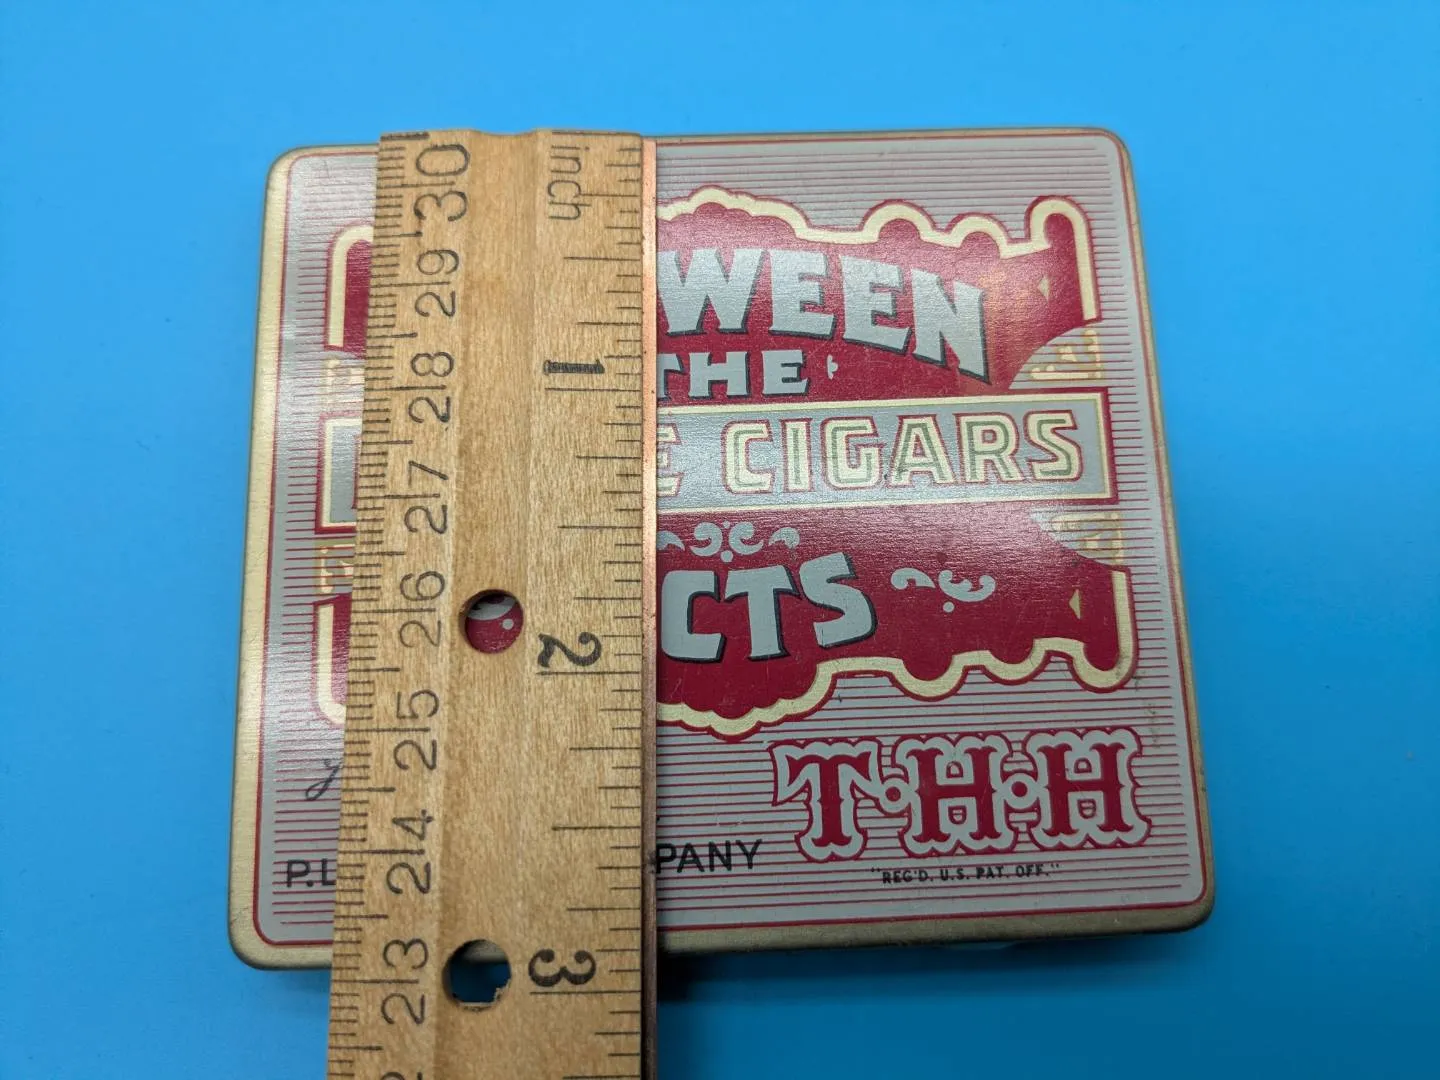 30
inch
29
WEEN
28
1
THE
E CIGARS
27
26
CTS
2
25
T·H·H
24
P.L
PANY
"REG'D. U.S. PAT. OFF."
23
3